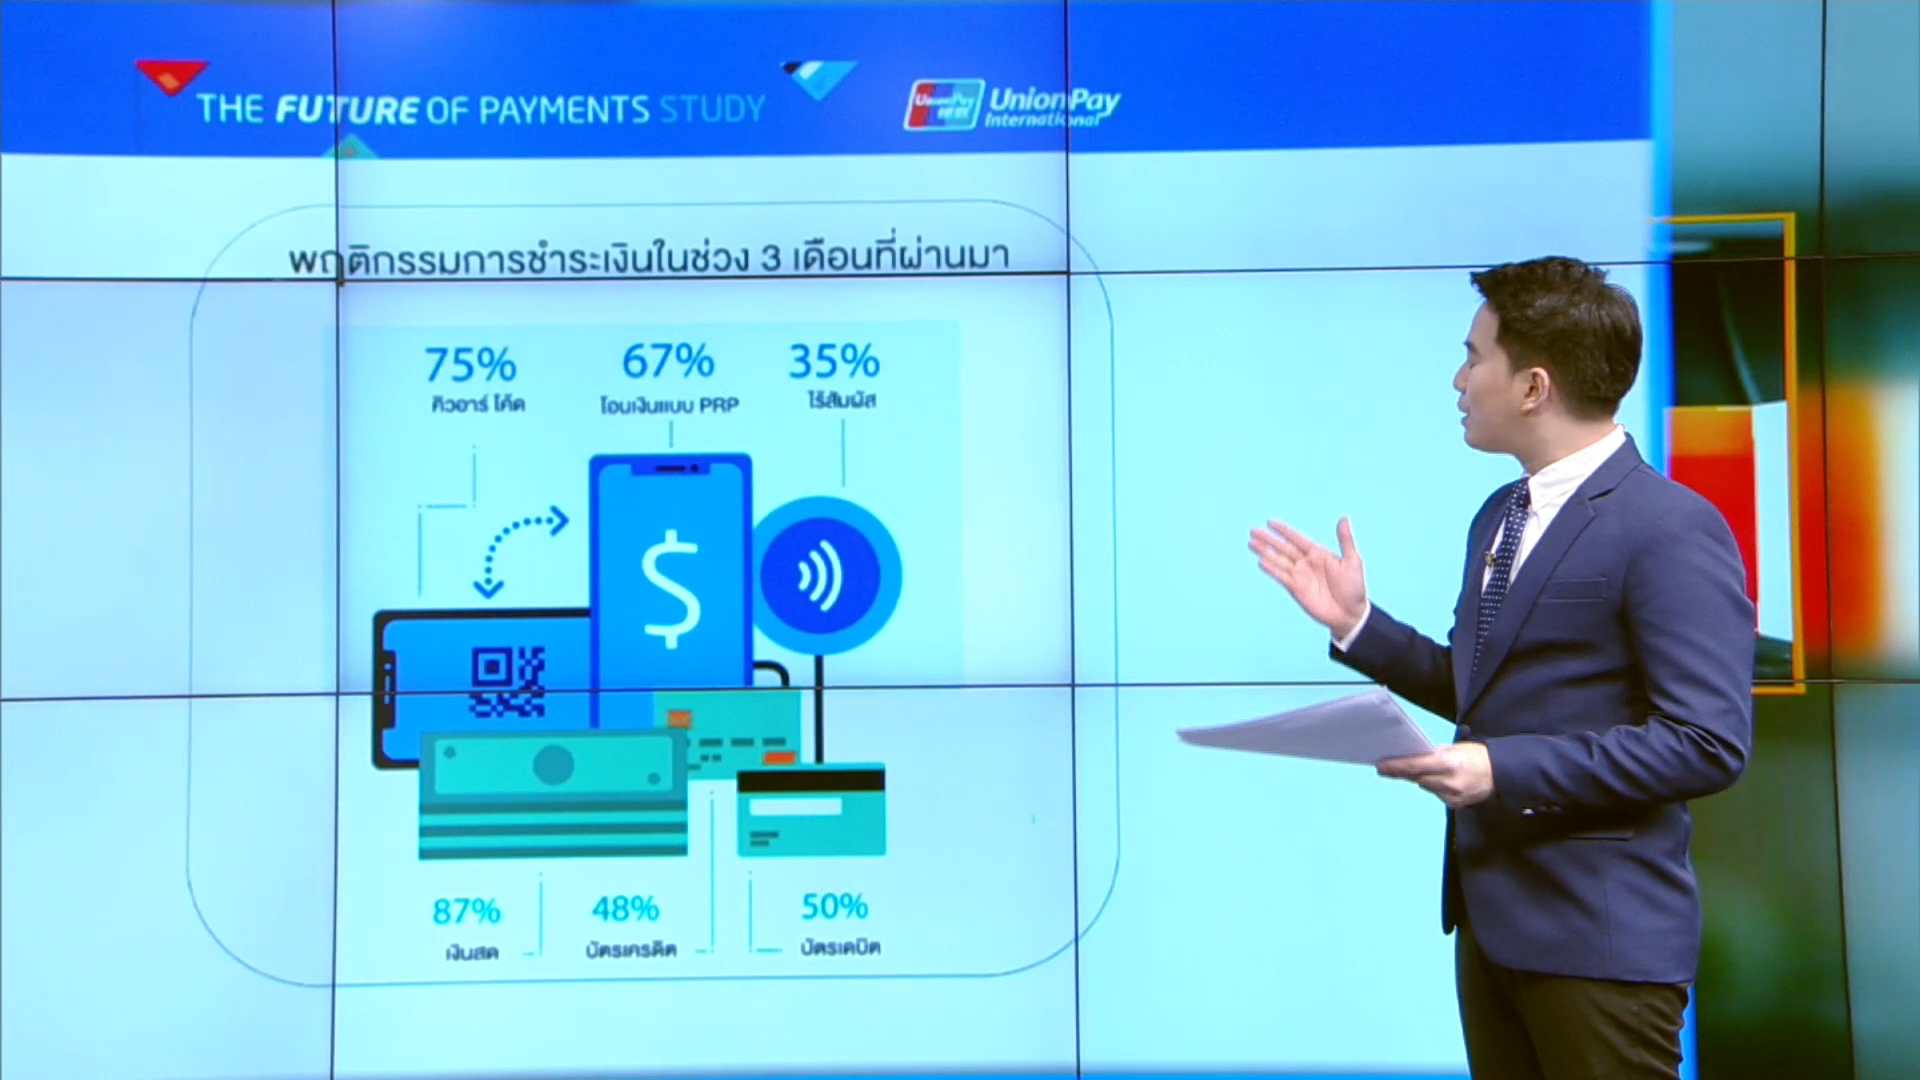 THE FUTURE OF PAYMENTS STUDY
UnionPay
UnionPay
International
พฤติกรรมการชำระเงินในช่วง 3 เดือนที่ผ่านมา
75%
คิวอาร์ โค้ด
67%
โอนเงินแบบ PRP
35%
ไร้สัมผัส
87%
เงินสด
48%
บัตรเครดิต
50%
บัตรเดบิต